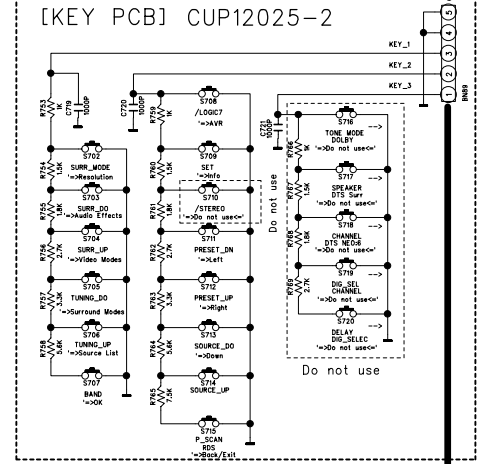 [KEY PCB] CUP12025-2
5
4
3
2
1
BN89
KEY_1
KEY_2
KEY_3
R753
1K
C719
1000P
C720
1000P
R759
1K
S708
/LOGIC7
'=>AVR
C721
1000P
S702
SURR_MODE
'=>Resolution
R754
1.5K
S703
SURR_DO
'=>Audio Effects
R755
1.8K
S704
SURR_UP
'=>Video Modes
R756
2.7K
S705
TUNING_DO
'=>Surround Modes
R757
3.3K
S706
TUNING_UP
'=>Source List
R758
5.6K
S707
BAND
'=>OK
S709
SET
'=>Info
R760
1.5K
S710
/STEREO
'=>Do not use<='
R761
1.8K
S711
PRESET_DN
'=>Left
R762
2.7K
S712
PRESET_UP
'=>Right
R763
3.3K
S713
SOURCE_DO
'=>Down
R764
5.6K
S714
SOURCE_UP
R765
7.5K
S715
P_SCAN
RDS
'=>Back/Exit
Do not use
S716
-->
TONE MODE
DOLBY
'=>Do not use<='
R766
1K
S717
-->
SPEAKER
DTS Surr
'=>Do not use<='
R767
1.5K
S718
-->
CHANNEL
DTS NEO:6
'=>Do not use<='
R768
1.8K
S719
-->
DIG_SEL
CHANNEL
'=>Do not use<='
R769
2.7K
S720
-->
DELAY
DIG_SELEC
'=>Do not use<='
Do not use